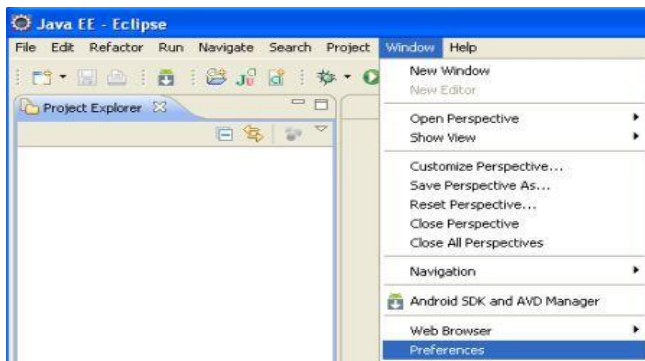 Java EE - Eclipse
File Edit Refactor Run Navigate Search Project Window Help
New Window
New Editor
Project Explorer
Open Perspective
Show View
Customize Perspective...
Save Perspective As...
Reset Perspective...
Close Perspective
Close All Perspectives
Navigation
Android SDK and AVD Manager
Web Browser
Preferences